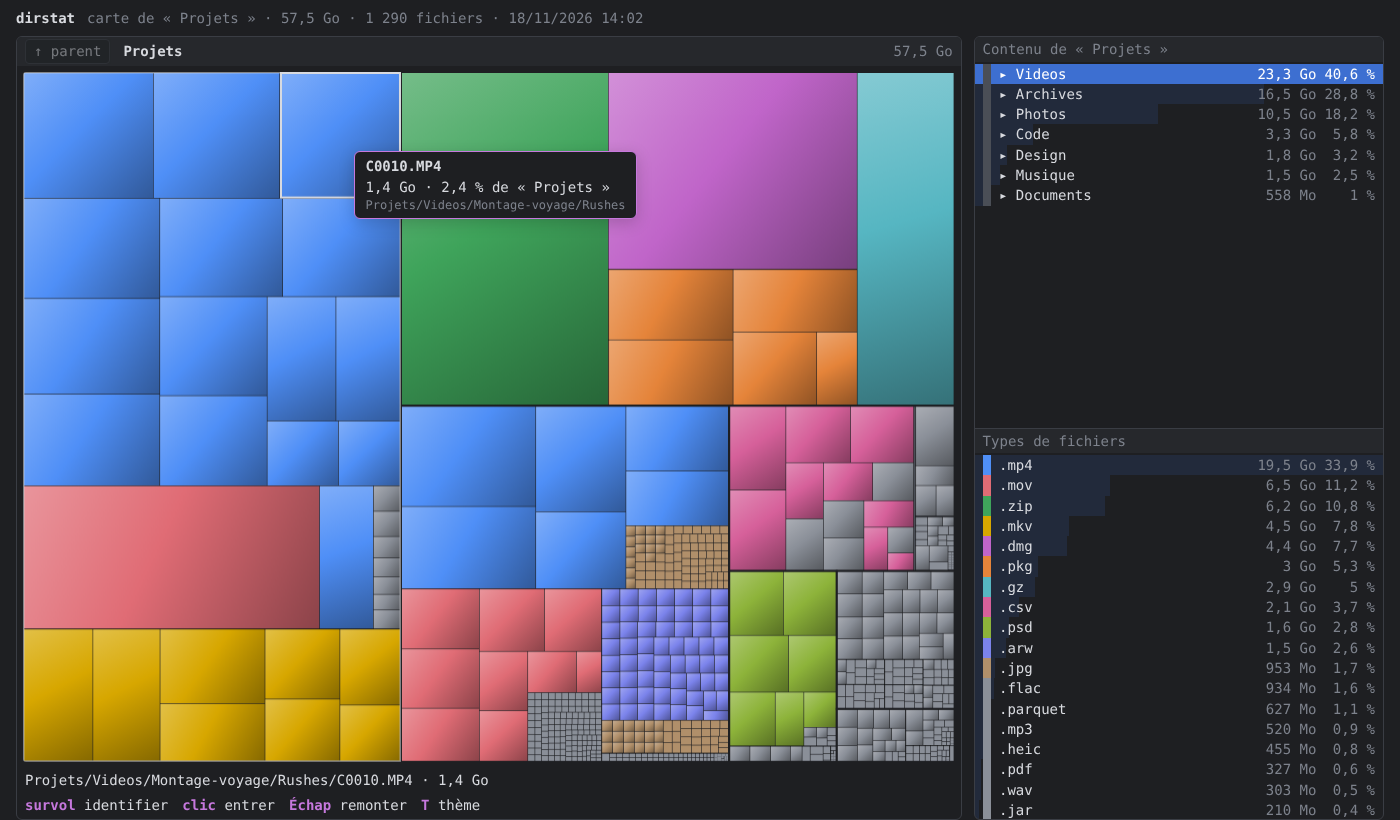 dirstat carte de « Projets » · 57,5 Go · 1 290 fichiers · 18/11/2026 14:02
↑ parent Projets 57,5 Go
C0010.MP4
1,4 Go · 2,4 % de « Projets »
Projets/Videos/Montage-voyage/Rushes
Projets/Videos/Montage-voyage/Rushes/C0010.MP4 · 1,4 Go
survol identifier clic entrer Échap remonter T thème
Contenu de « Projets »
▸ Videos 23,3 Go 40,6 %
▸ Archives 16,5 Go 28,8 %
▸ Photos 10,5 Go 18,2 %
▸ Code 3,3 Go 5,8 %
▸ Design 1,8 Go 3,2 %
▸ Musique 1,5 Go 2,5 %
▸ Documents 558 Mo 1 %
Types de fichiers
.mp4 19,5 Go 33,9 %
.mov 6,5 Go 11,2 %
.zip 6,2 Go 10,8 %
.mkv 4,5 Go 7,8 %
.dmg 4,4 Go 7,7 %
.pkg 3 Go 5,3 %
.gz 2,9 Go 5 %
.csv 2,1 Go 3,7 %
.psd 1,6 Go 2,8 %
.arw 1,5 Go 2,6 %
.jpg 953 Mo 1,7 %
.flac 934 Mo 1,6 %
.parquet 627 Mo 1,1 %
.mp3 520 Mo 0,9 %
.heic 455 Mo 0,8 %
.pdf 327 Mo 0,6 %
.wav 303 Mo 0,5 %
.jar 210 Mo 0,4 %